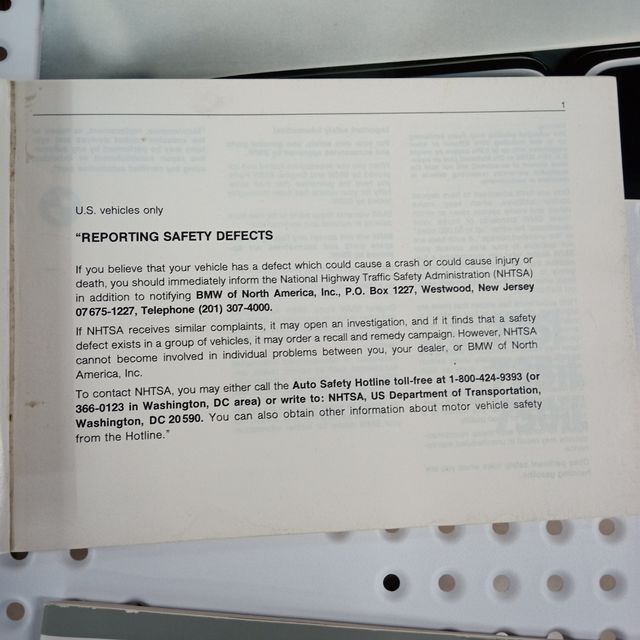 1
U.S. vehicles only
“REPORTING SAFETY DEFECTS
If you believe that your vehicle has a defect which could cause a crash or could cause injury or
death, you should immediately inform the National Highway Traffic Safety Administration (NHTSA)
in addition to notifying BMW of North America, Inc., P.O. Box 1227, Westwood, New Jersey
07675-1227, Telephone (201) 307-4000.
If NHTSA receives similar complaints, it may open an investigation, and if it finds that a safety
defect exists in a group of vehicles, it may order a recall and remedy campaign. However, NHTSA
cannot become involved in individual problems between you, your dealer, or BMW of North
America, Inc.
To contact NHTSA, you may either call the Auto Safety Hotline toll-free at 1-800-424-9393 (or
366-0123 in Washington, DC area) or write to: NHTSA, US Department of Transportation,
Washington, DC 20590. You can also obtain other information about motor vehicle safety
from the Hotline.”